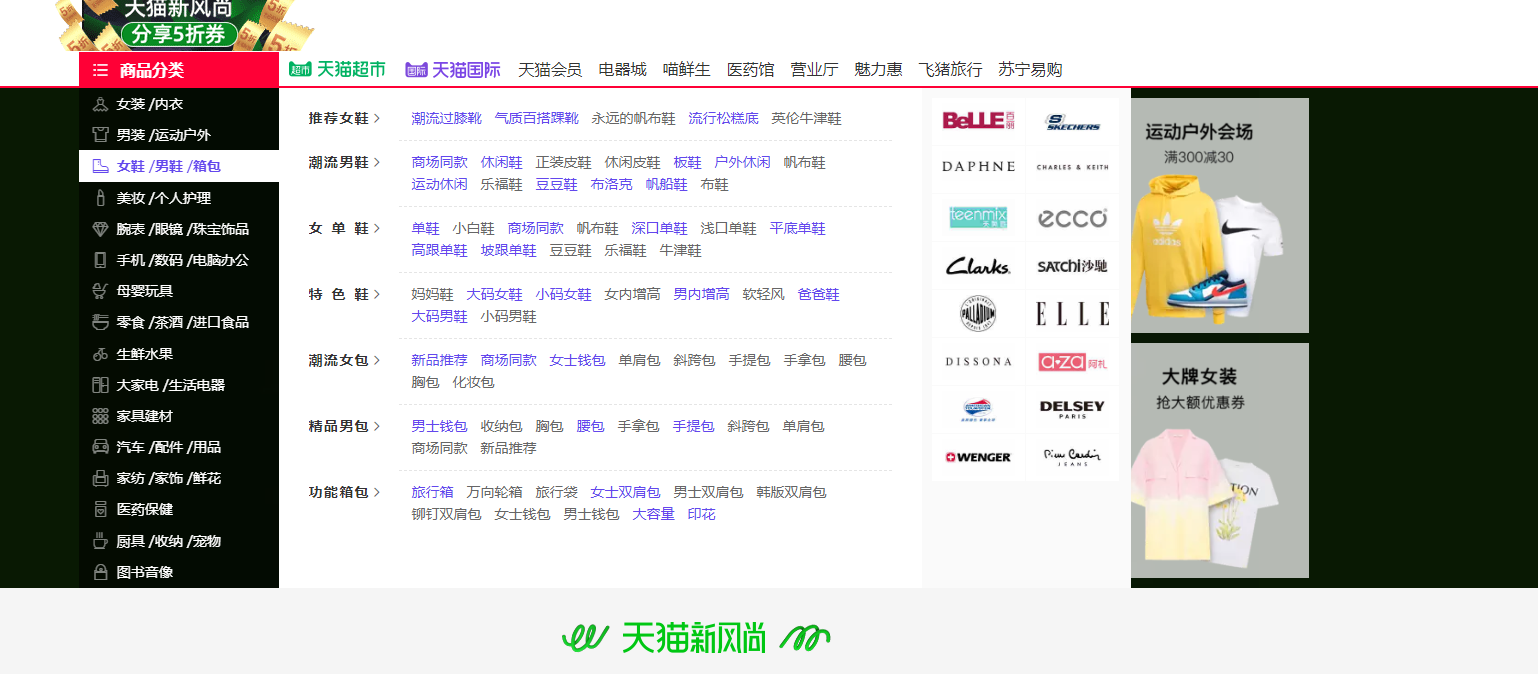 天猫新风尚
分享5折券
5折 5折 5折 5折
商品分类
超市 天猫超市 国际 天猫国际 天猫会员 电器城 喵鲜生 医药馆 营业厅 魅力惠 飞猪旅行 苏宁易购
女装 /内衣
男装 /运动户外
女鞋 /男鞋 /箱包
美妆 /个人护理
腕表 /眼镜 /珠宝饰品
手机 /数码 /电脑办公
母婴玩具
零食 /茶酒 /进口食品
生鲜水果
大家电 /生活电器
家具建材
汽车 /配件 /用品
家纺 /家饰 /鲜花
医药保健
厨具 /收纳 /宠物
图书音像
推荐女鞋 > 潮流过膝靴 气质百搭踝靴 永远的帆布鞋 流行松糕底 英伦牛津鞋
潮流男鞋 > 商场同款 休闲鞋 正装皮鞋 休闲皮鞋 板鞋 户外休闲 帆布鞋
运动休闲 乐福鞋 豆豆鞋 布洛克 帆船鞋 布鞋
女 单 鞋 > 单鞋 小白鞋 商场同款 帆布鞋 深口单鞋 浅口单鞋 平底单鞋
高跟单鞋 坡跟单鞋 豆豆鞋 乐福鞋 牛津鞋
特 色 鞋 > 妈妈鞋 大码女鞋 小码女鞋 女内增高 男内增高 软轻风 爸爸鞋
大码男鞋 小码男鞋
潮流女包 > 新品推荐 商场同款 女士钱包 单肩包 斜跨包 手提包 手拿包 腰包
胸包 化妆包
精品男包 > 男士钱包 收纳包 胸包 腰包 手拿包 手提包 斜跨包 单肩包
商场同款 新品推荐
功能箱包 > 旅行箱 万向轮箱 旅行袋 女士双肩包 男士双肩包 韩版双肩包
铆钉双肩包 女士钱包 男士钱包 大容量 印花
BeLLE 百丽 SKECHERS
DAPHNE CHARLES & KEITH
teenmix 天美意 ecco
Clarks. SATCHI沙驰
PALLADIUM ELLE
DISSONA a·za 阿札
DELSEY
PARIS
WENGER Pierre Cardin
JEANS
运动户外会场
满300减30
adidas
大牌女装
抢大额优惠券
天猫新风尚